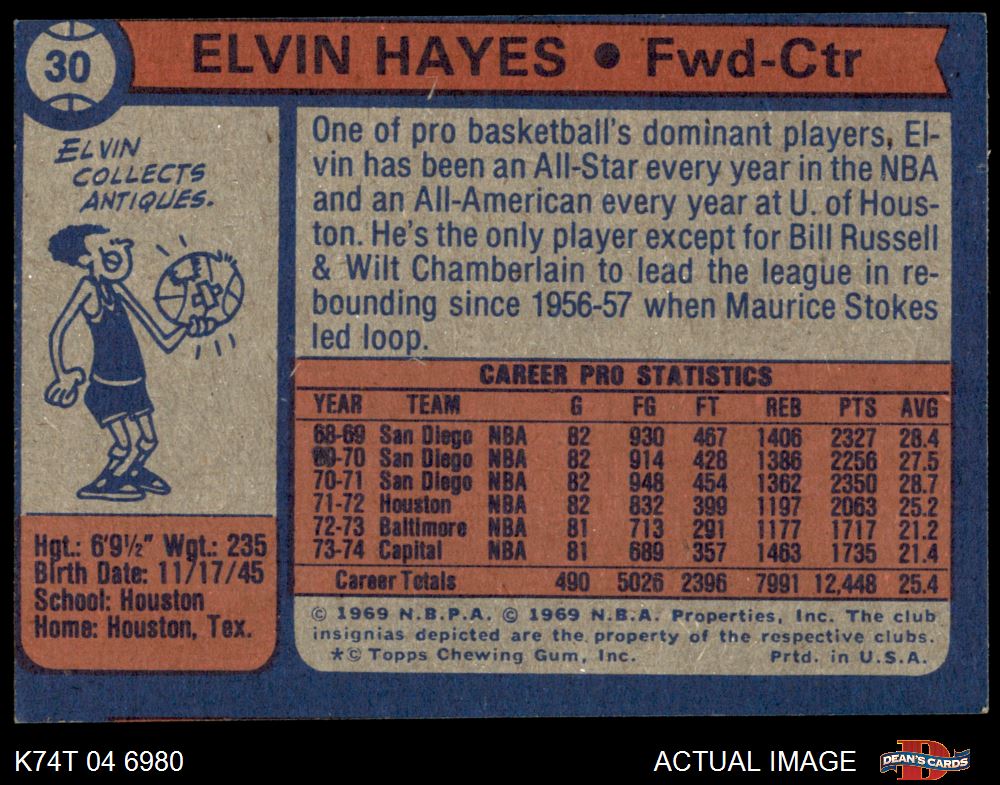 30
ELVIN HAYES ● Fwd-Ctr
ELVIN
COLLECTS
ANTIQUES.
One of pro basketball's dominant players, El-
vin has been an All-Star every year in the NBA
and an All-American every year at U. of Hous-
ton. He's the only player except for Bill Russell
& Wilt Chamberlain to lead the league in re-
bounding since 1956-57 when Maurice Stokes
led loop.
CAREER PRO STATISTICS
YEAR TEAM G FG FT REB PTS AVG
68-69 San Diego NBA 82 930 467 1406 2327 28.4
-70 San Diego NBA 82 914 428 1386 2256 27.5
70-71 San Diego NBA 82 948 454 1362 2350 28.7
71-72 Houston NBA 82 832 399 1197 2063 25.2
72-73 Baltimore NBA 81 713 291 1177 1717 21.2
73-74 Capital NBA 81 689 357 1463 1735 21.4
Career Totals 490 5026 2396 7991 12,448 25.4
Hgt.: 6'9½" Wgt.: 235
Birth Date: 11/17/45
School: Houston
Home: Houston, Tex.
© 1969 N.B.P.A. © 1969 N.B.A. Properties, Inc. The club
insignias depicted are the property of the respective clubs.
*© Topps Chewing Gum, Inc. Prtd. in U.S.A.
K74T 04 6980 ACTUAL IMAGE DEAN'S CARDS